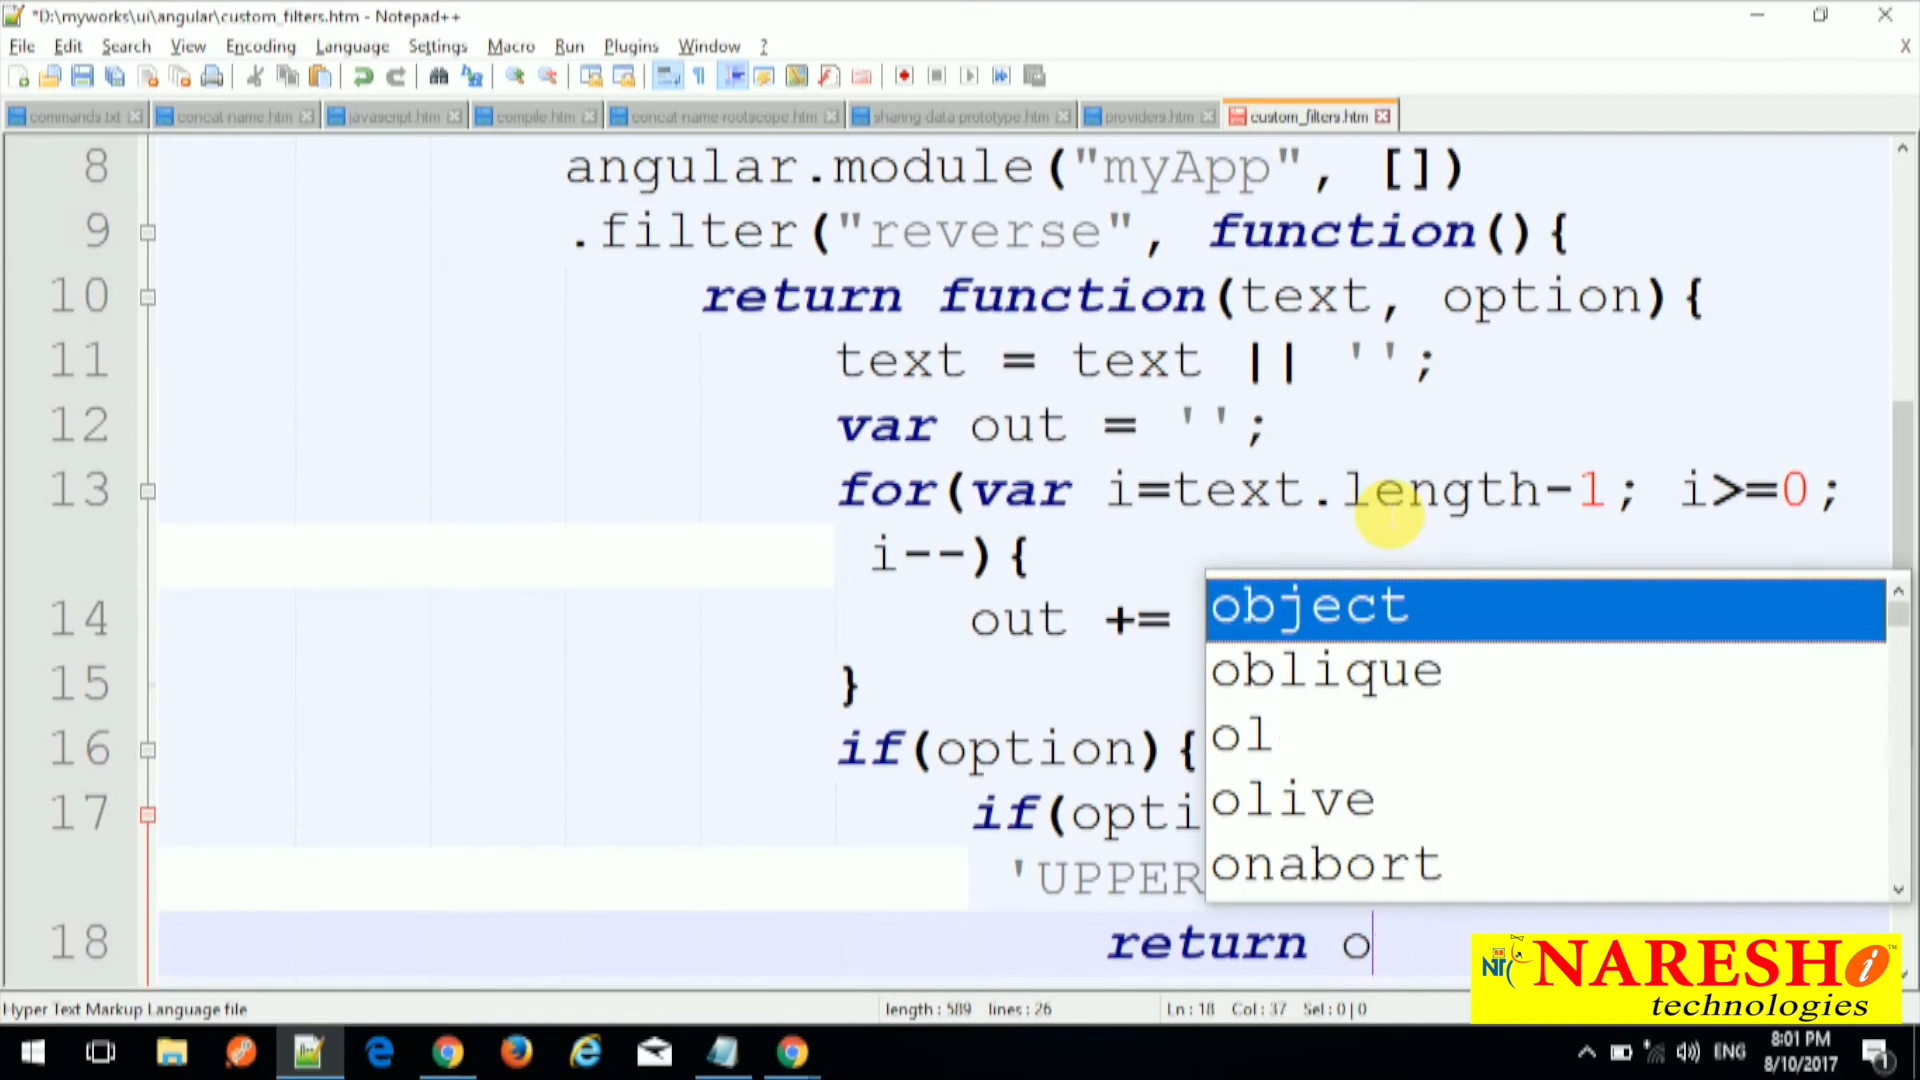 *D:\myworks\ui\angular\custom_filters.htm - Notepad++
File Edit Search View Encoding Language Settings Macro Run Plugins Window ?
X
commands.txt concat name.htm javascript.htm compile.htm concat name rootscope.htm sharing data prototype.htm providers.htm custom_filters.htm
8 angular.module("myApp", [])
9 .filter("reverse", function(){
10 return function(text, option){
11 text = text || '';
12 var out = '';
13 for(var i=text.length-1; i>=0;
i--){
14 out +=
15 }
16 if(option){
17 if(opti
'UPPER
18 return o
object
oblique
ol
olive
onabort
NARESH i
technologies
Hyper Text Markup Language file length : 589 lines : 26 Ln : 18 Col : 37 Sel : 0 | 0
ENG
8:01 PM
8/10/2017
1